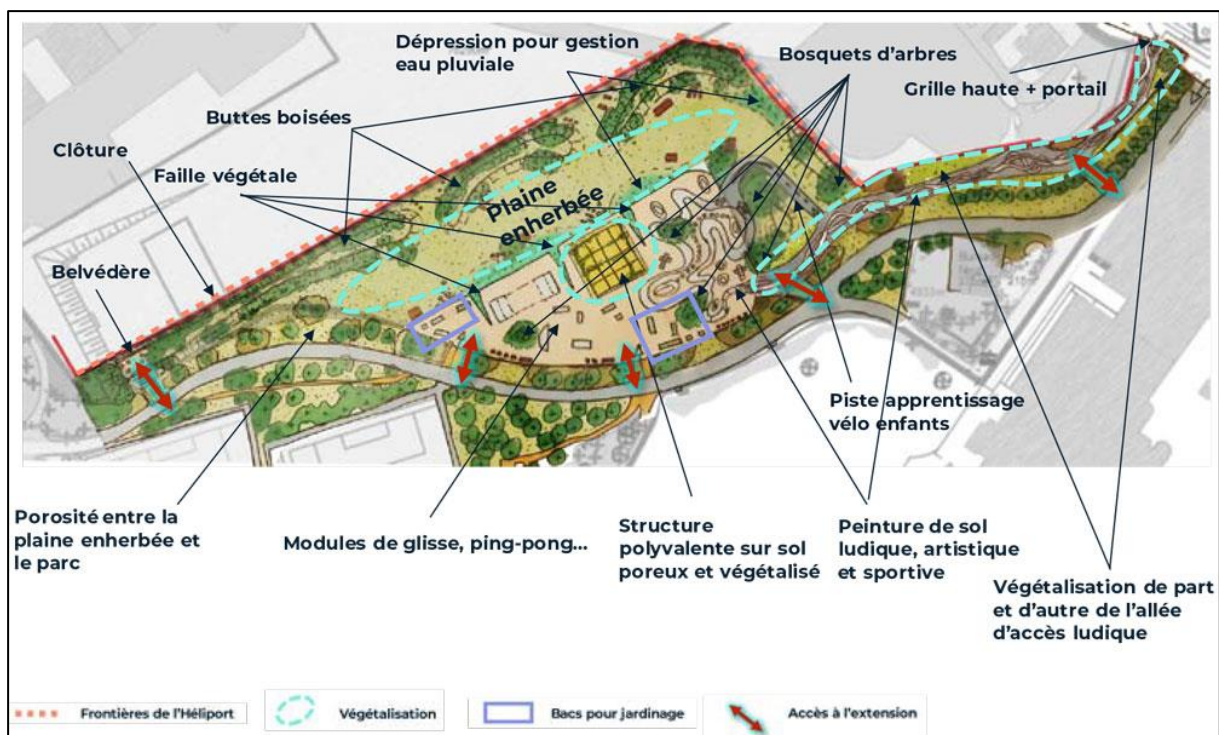 Dépression pour gestion
eau pluviale
Bosquets d'arbres
Grille haute + portail
Buttes boisées
Clôture
Faille végétale
Plaine
enherbée
Belvédère
Piste apprentissage
vélo enfants
Porosité entre la
plaine enherbée et
le parc
Modules de glisse, ping-pong...
Structure
polyvalente sur sol
poreux et végétalisé
Peinture de sol
ludique, artistique
et sportive
Végétalisation de part
et d'autre de l'allée
d'accès ludique
Frontières de l'Héliport
Végétalisation
Bacs pour jardinage
Accès à l'extension